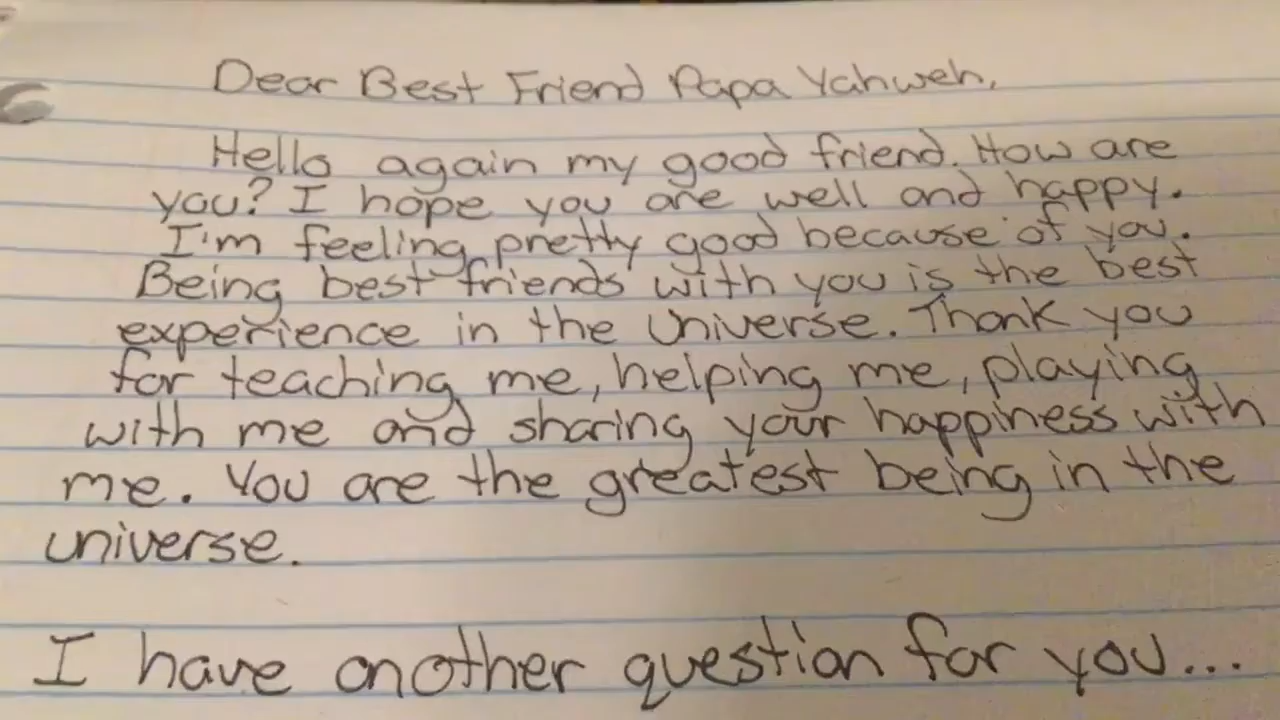 Dear Best Friend Papa Yahweh,
Hello again my good friend. How are
you? I hope you are well and happy.
I'm feeling pretty good because of you.
Being best friends with you is the best
experience in the universe. Thank you
for teaching me, helping me, playing
with me and sharing your happiness with
me. You are the greatest being in the
universe.
I have another question for you...